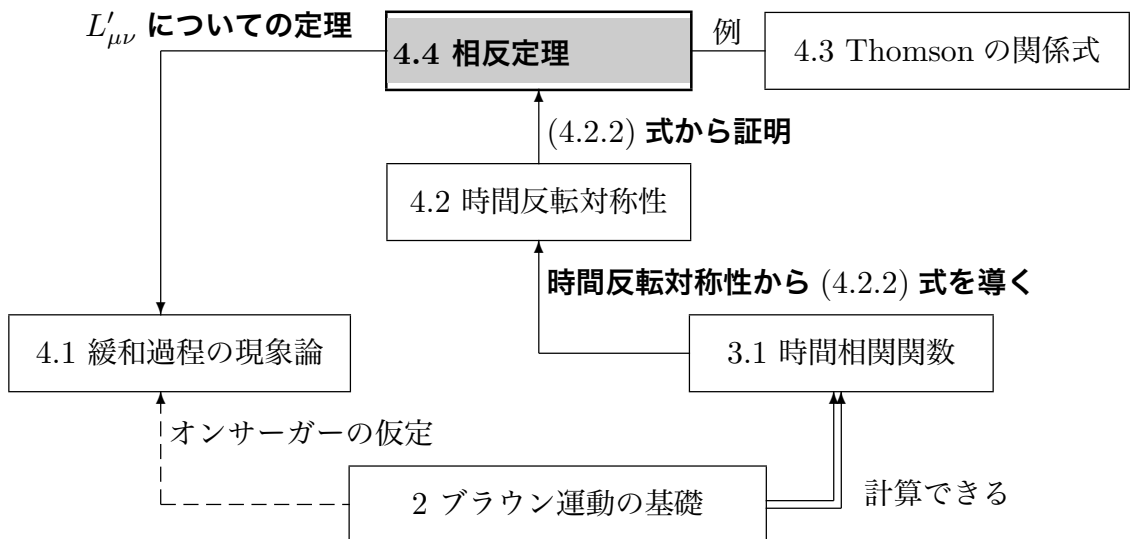 L′μν についての定理
4.4 相反定理
例
4.3 Thomson の関係式
(4.2.2) 式から証明
4.2 時間反転対称性
時間反転対称性から (4.2.2) 式を導く
4.1 緩和過程の現象論
3.1 時間相関関数
オンサーガーの仮定
2 ブラウン運動の基礎
計算できる